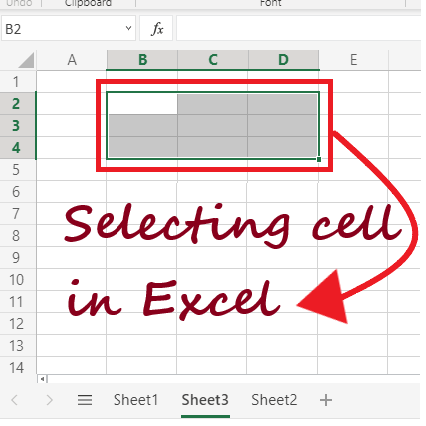 Undo Clipboard Font
B2 fx
A B C D E
1
2
3
4
5
6
7
8
9
10
11
12
13
14
Selecting cell
in Excel
Sheet1 Sheet3 Sheet2